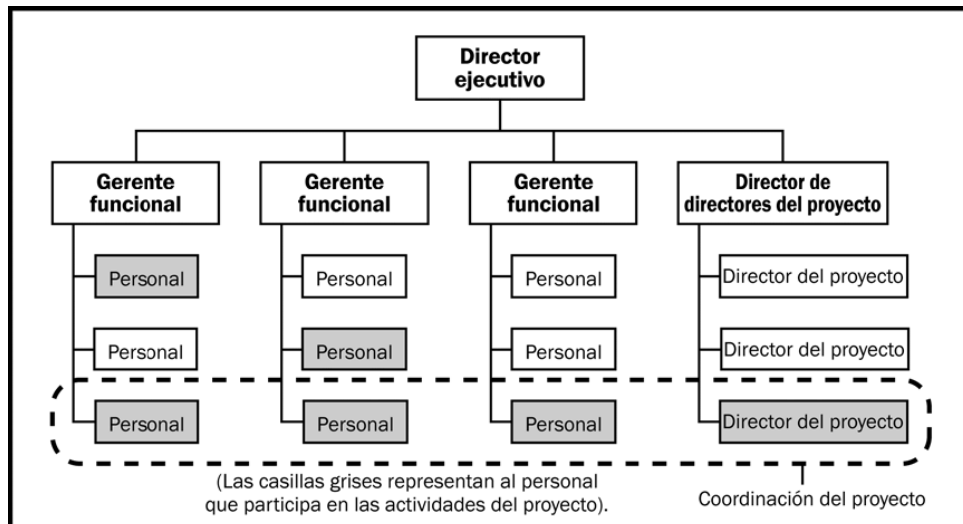 Director
ejecutivo
Gerente
funcional
Gerente
funcional
Gerente
funcional
Director de
directores del proyecto
Personal
Personal
Personal
Director del proyecto
Personal
Personal
Personal
Director del proyecto
Personal
Personal
Personal
Director del proyecto
(Las casillas grises representan al personal
que participa en las actividades del proyecto).
Coordinación del proyecto